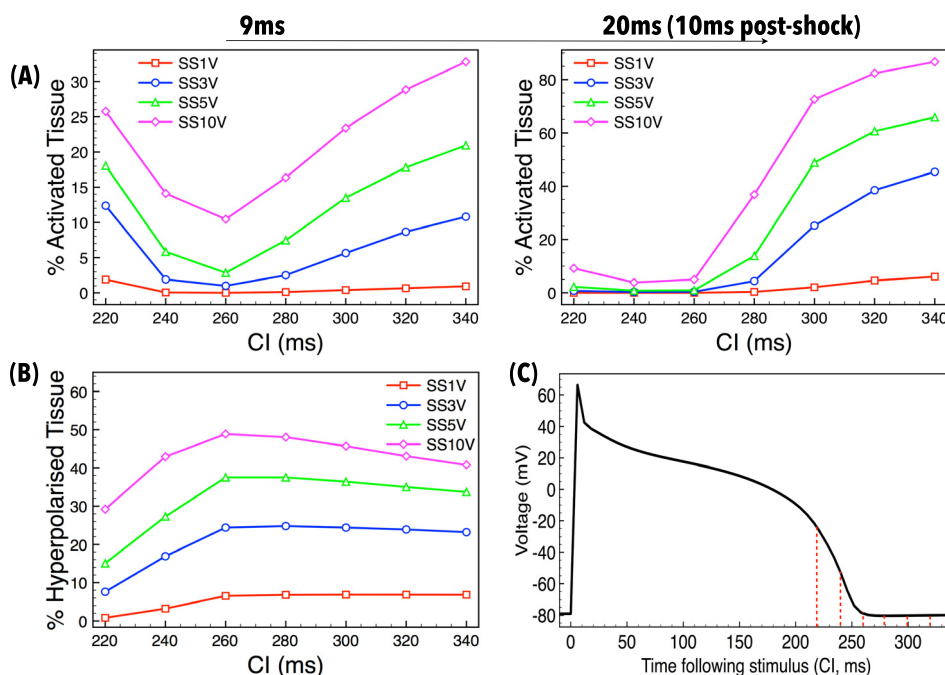 9ms
20ms (10ms post-shock)
(A)
% Activated Tissue
30
25
20
15
10
5
0
SS1V
SS3V
SS5V
SS10V
220 240 260 280 300 320 340
CI (ms)
% Activated Tissue
80
60
40
20
0
SS1V
SS3V
SS5V
SS10V
220 240 260 280 300 320 340
CI (ms)
(B)
% Hyperpolarised Tissue
60
50
40
30
20
10
0
SS1V
SS3V
SS5V
SS10V
220 240 260 280 300 320 340
CI (ms)
(C)
Voltage (mV)
60
40
20
0
-20
-40
-60
-80
0 50 100 150 200 250 300
Time following stimulus (CI, ms)